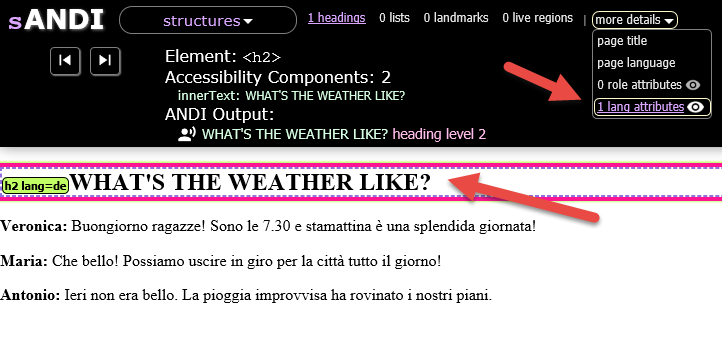 sANDI
structures
1 headings 0 lists 0 landmarks 0 live regions | more details
page title
page language
0 role attributes
1 lang attributes
Element: <h2>
Accessibility Components: 2
innerText: WHAT'S THE WEATHER LIKE?
ANDI Output:
WHAT'S THE WEATHER LIKE? heading level 2
h2 lang=de WHAT'S THE WEATHER LIKE?
Veronica: Buongiorno ragazze! Sono le 7.30 e stamattina è una splendida giornata!
Maria: Che bello! Possiamo uscire in giro per la città tutto il giorno!
Antonio: Ieri non era bello. La pioggia improvvisa ha rovinato i nostri piani.